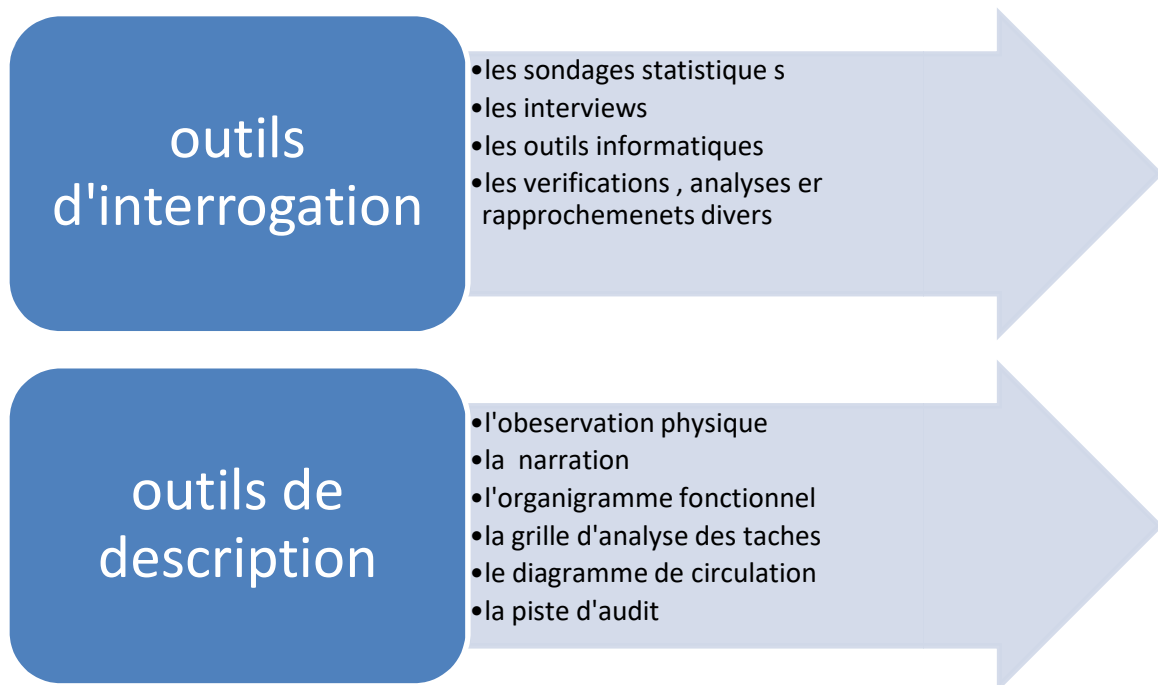 outils
d'interrogation
•les sondages statistique s
•les interviews
•les outils informatiques
•les verifications , analyses er
rapprochemenets divers
outils de
description
•l'obeservation physique
•la  narration
•l'organigramme fonctionnel
•la grille d'analyse des taches
•le diagramme de circulation
•la piste d'audit